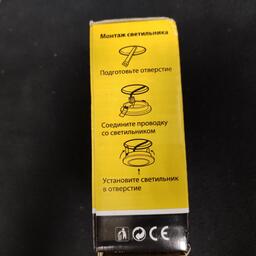 Монтаж светильника
Подготовьте отверстие
Соедините проводку
со светильником
Установите светильник
в отверстие
CE